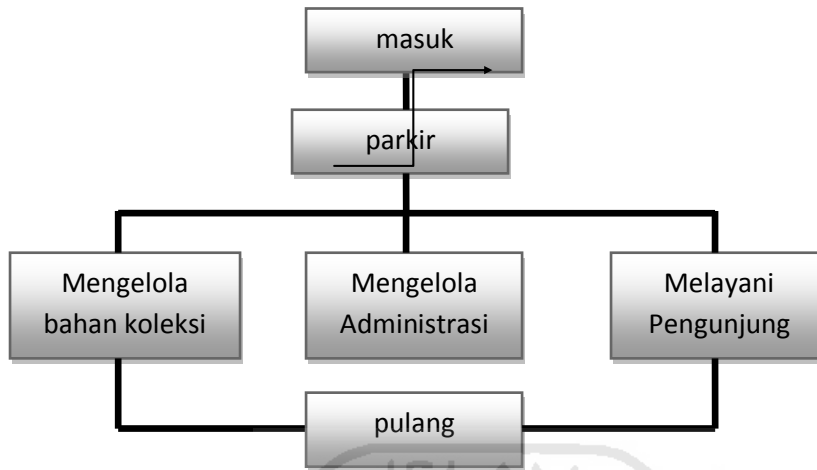 masuk
parkir
Mengelola
bahan koleksi
Mengelola
Administrasi
Melayani
Pengunjung
pulang